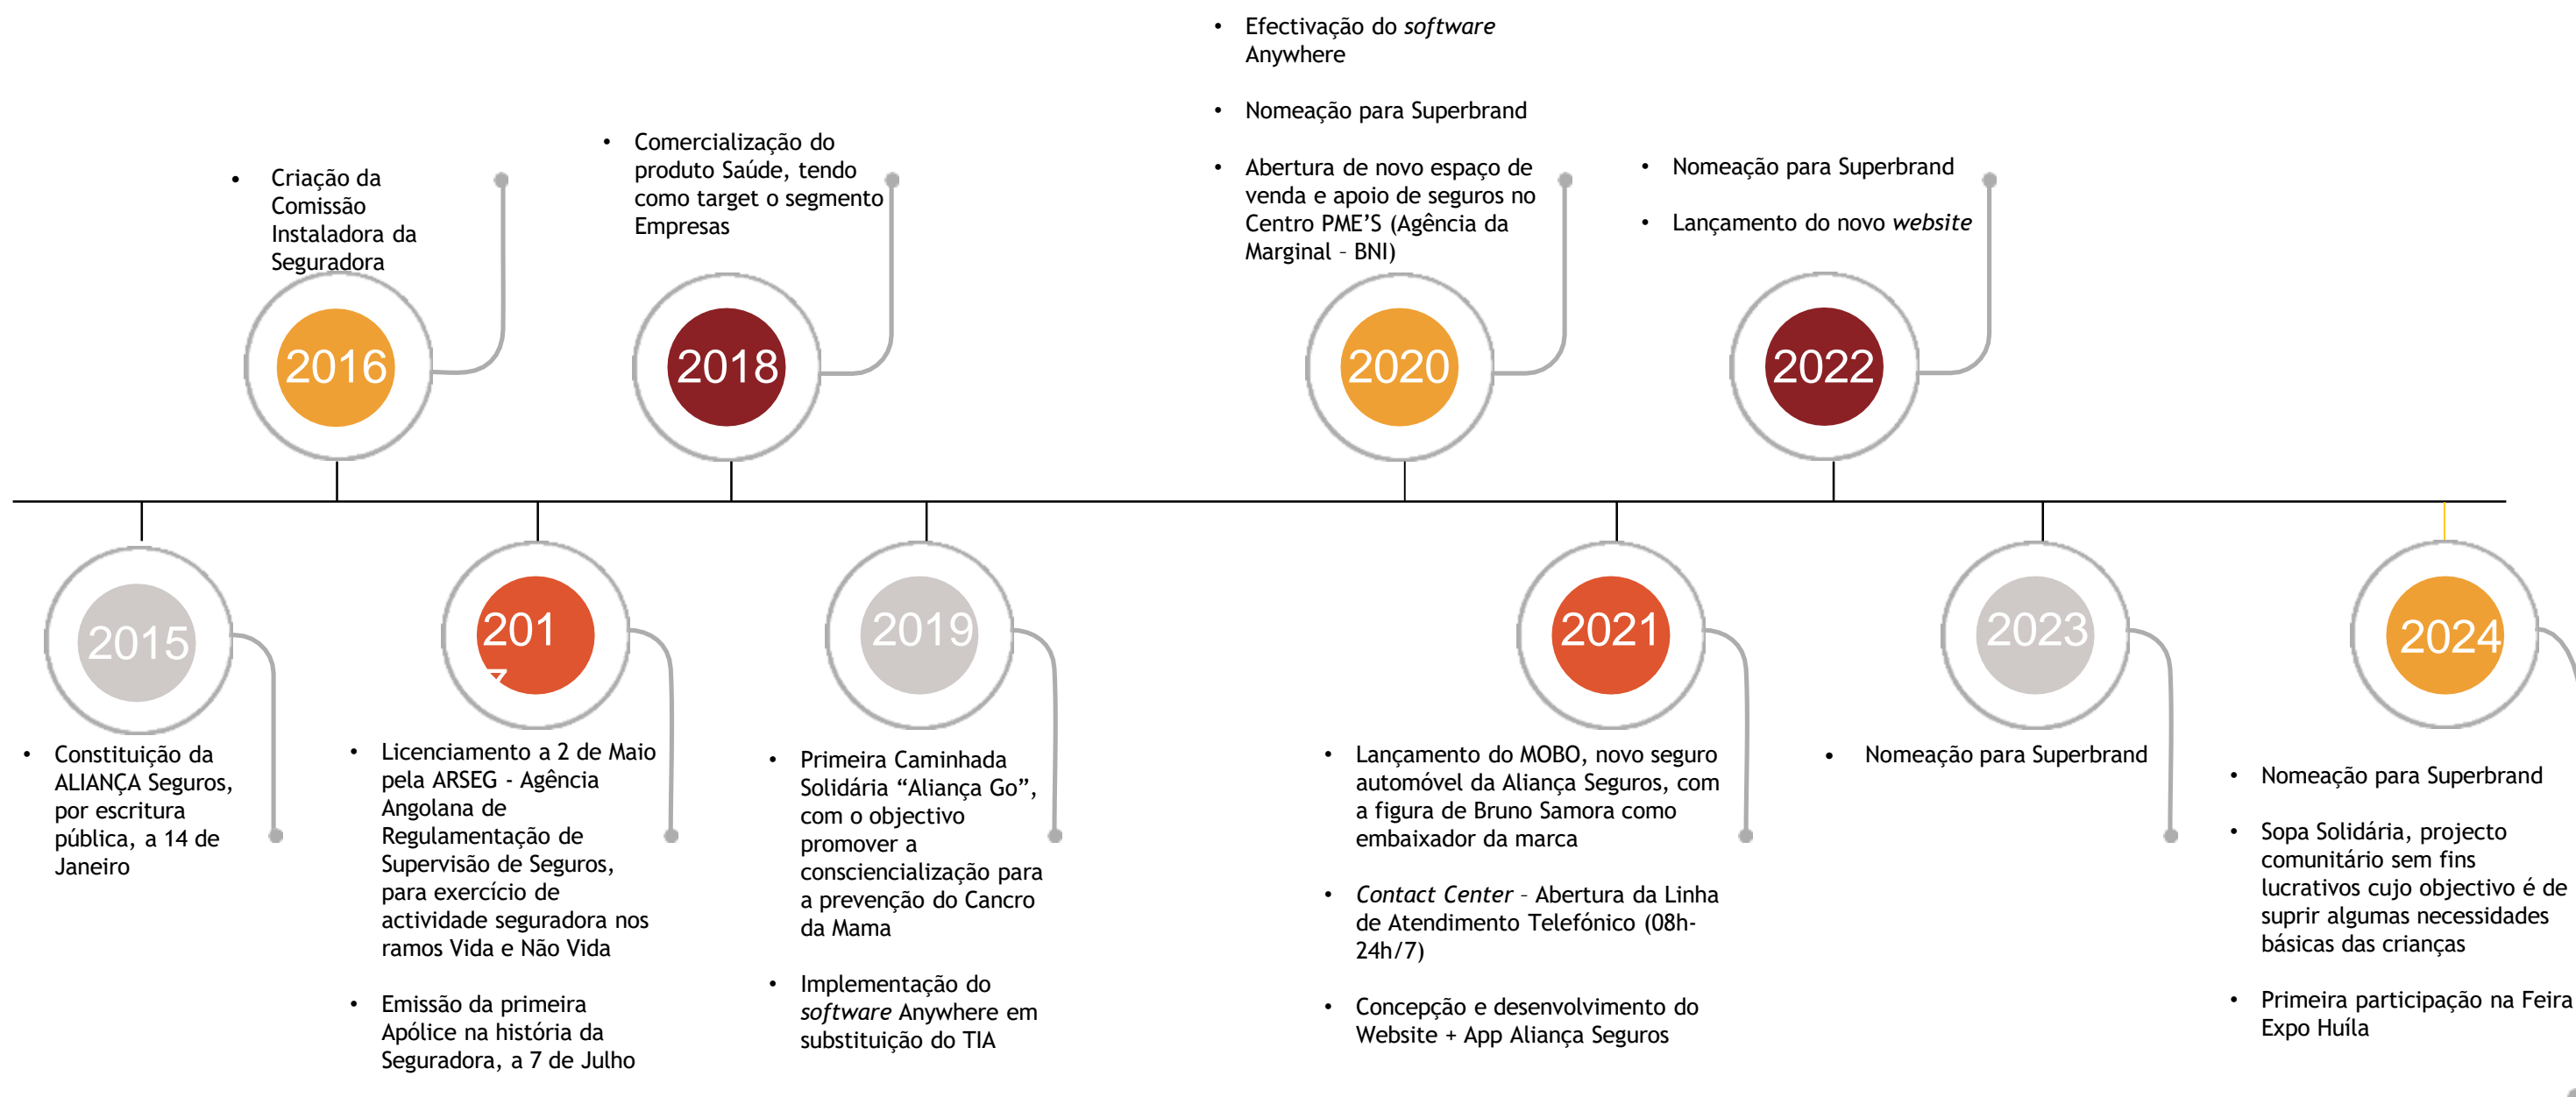 • Criação da
Comissão
Instaladora da
Seguradora
2016
• Comercialização do
produto Saúde, tendo
como target o segmento
Empresas
2018
• Efectivação do software
Anywhere
• Nomeação para Superbrand
• Abertura de novo espaço de
venda e apoio de seguros no
Centro PME’S (Agência da
Marginal – BNI)
2020
• Nomeação para Superbrand
• Lançamento do novo website
2022
2015
• Constituição da
ALIANÇA Seguros,
por escritura
pública, a 14 de
Janeiro
201
7
• Licenciamento a 2 de Maio
pela ARSEG - Agência
Angolana de
Regulamentação de
Supervisão de Seguros,
para exercício de
actividade seguradora nos
ramos Vida e Não Vida
• Emissão da primeira
Apólice na história da
Seguradora, a 7 de Julho
2019
• Primeira Caminhada
Solidária “Aliança Go”,
com o objectivo
promover a
consciencialização para
a prevenção do Cancro
da Mama
• Implementação do
software Anywhere em
substituição do TIA
2021
• Lançamento do MOBO, novo seguro
automóvel da Aliança Seguros, com
a figura de Bruno Samora como
embaixador da marca
• Contact Center – Abertura da Linha
de Atendimento Telefónico (08h-
24h/7)
• Concepção e desenvolvimento do
Website + App Aliança Seguros
2023
• Nomeação para Superbrand
2024
• Nomeação para Superbrand
• Sopa Solidária, projecto
comunitário sem fins
lucrativos cujo objectivo é de
suprir algumas necessidades
básicas das crianças
• Primeira participação na Feira
Expo Huíla